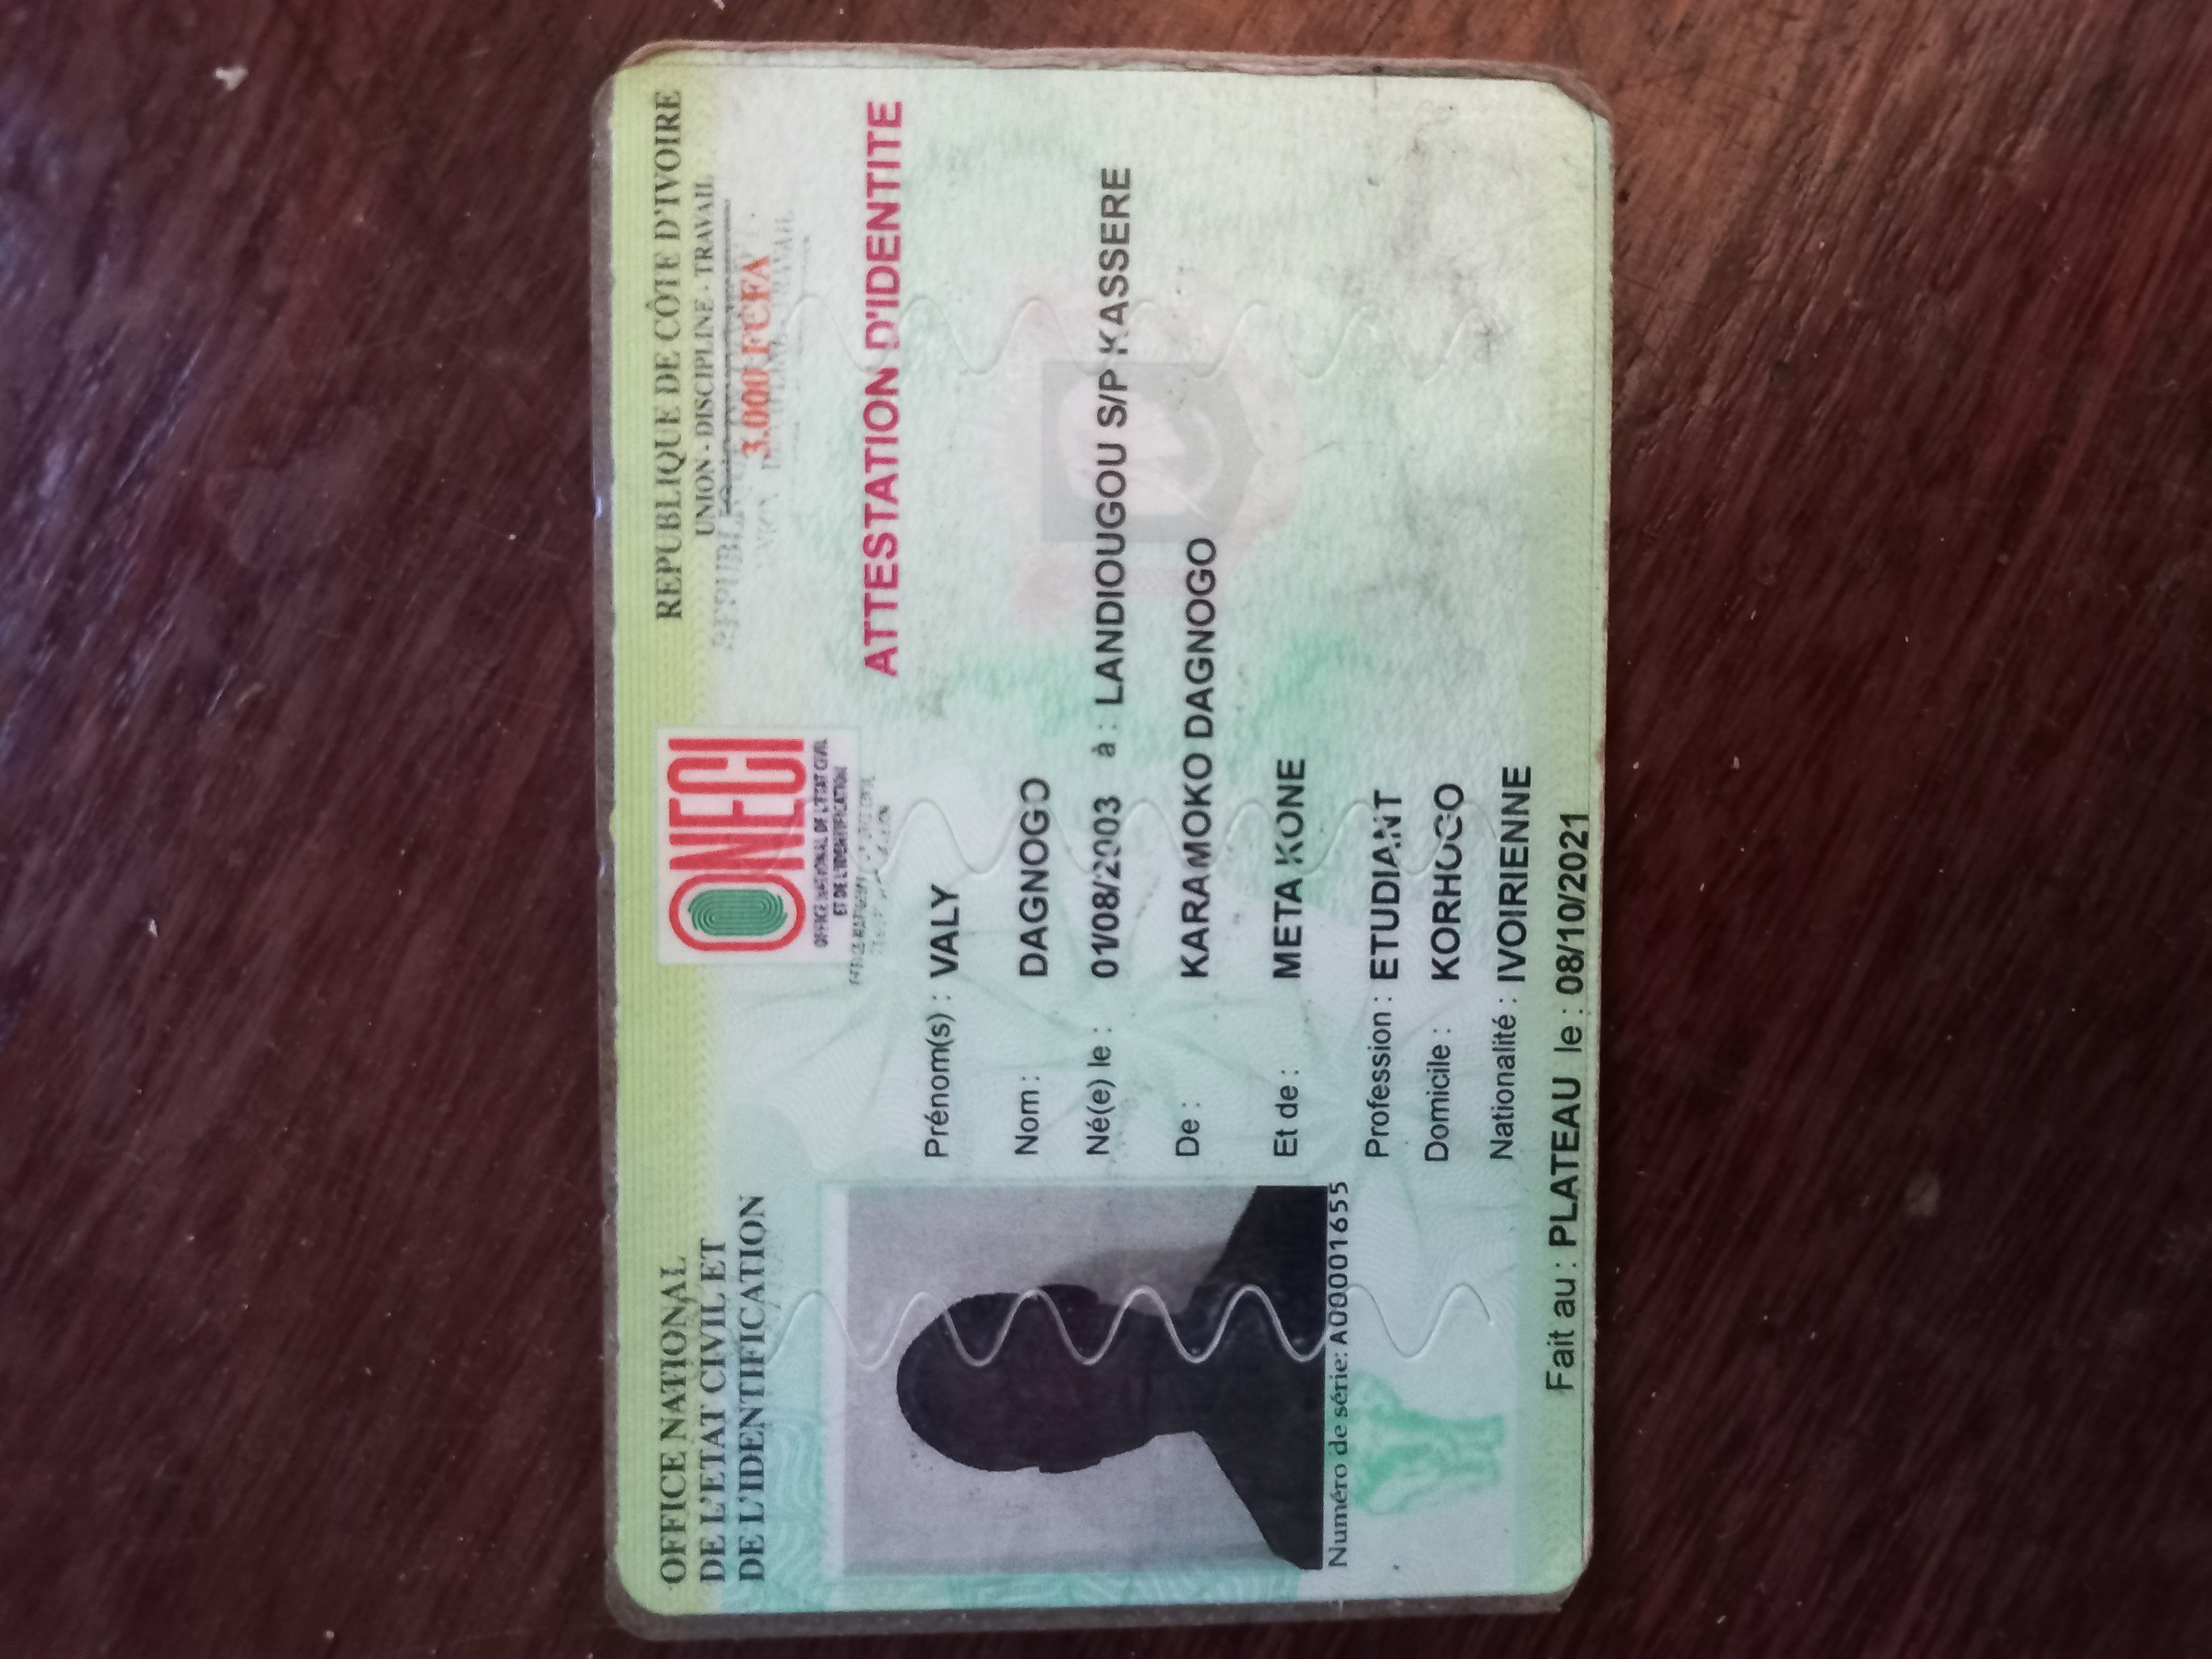 OFFICE NATIONAL
DE L'ETAT CIVIL ET
DE L'IDENTIFICATION
ONECI
OFFICE NATIONAL DE L'ÉTAT CIVIL
ET DE L'IDENTIFICATION
REPUBLIQUE DE CÔTE D'IVOIRE
UNION - DISCIPLINE - TRAVAIL
3.000 FCFA
ATTESTATION D'IDENTITE
Prénom(s) : VALY
Nom : DAGNOGO
Né(e) le : 01/08/2003 à : LANDIOUGOU S/P KASSERE
De : KARAMOKO DAGNOGO
Et de : META KONE
Numéro de série: A00001655
Profession : ETUDIANT
Domicile : KORHOGO
Nationalité : IVOIRIENNE
Fait au : PLATEAU le : 08/10/2021